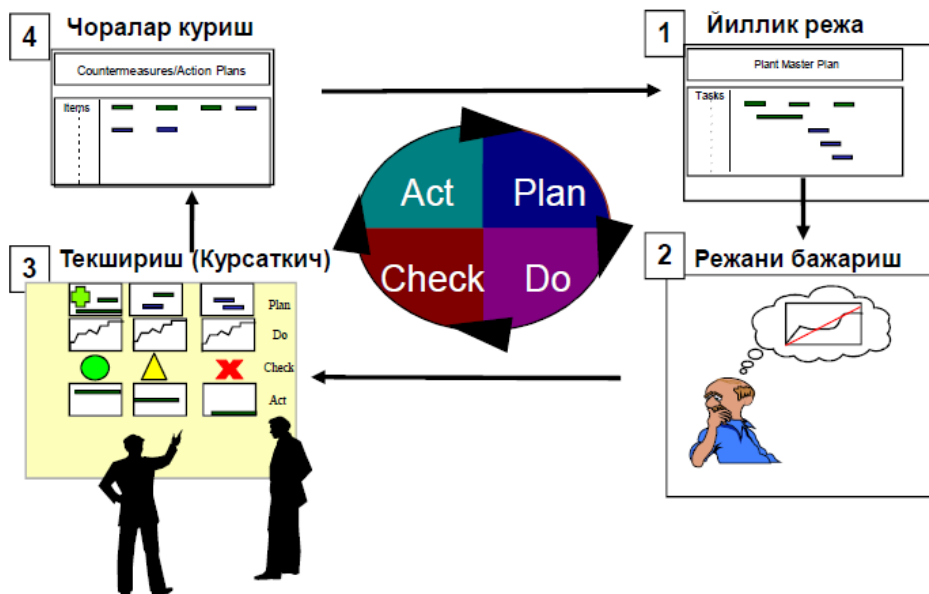 4
Чоралар куриш
Countermeasures/Action Plans
Items
1
Йиллик режа
Plant Master Plan
Tasks
Act
Plan
Check
Do
3
Текшириш (Курсаткич)
Plan
Do
Check
Act
2
Режани бажариш